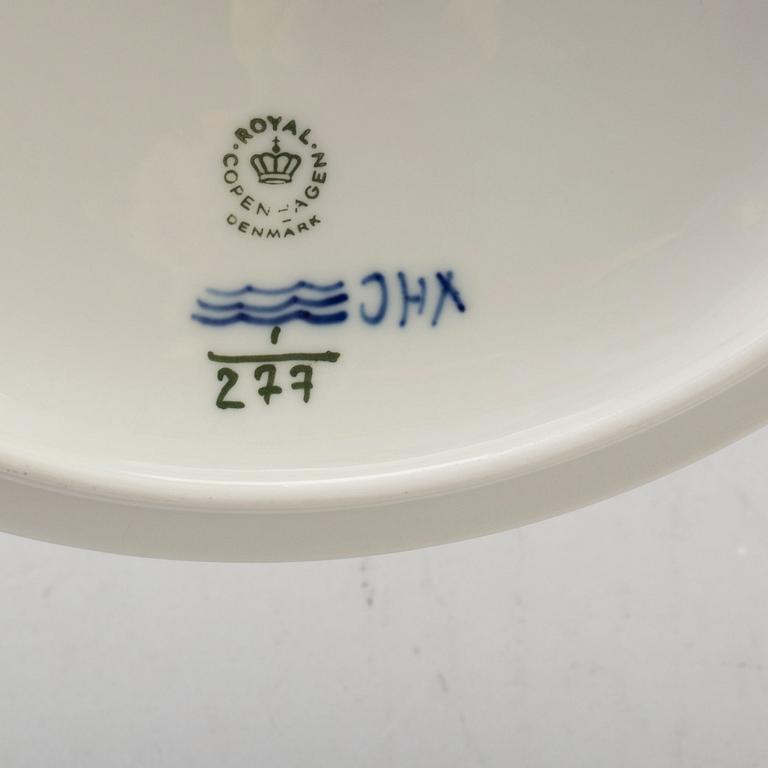 ROYAL
COPENHAGEN
DENMARK
JHX
1
277